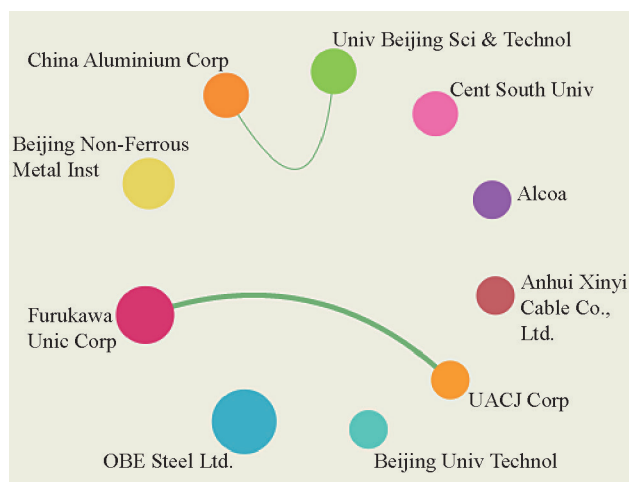 Univ Beijing Sci & Technol
China Aluminium Corp
Cent South Univ
Beijing Non-Ferrous
Metal Inst
Alcoa
Anhui Xinyi
Cable Co.,
Ltd.
Furukawa
Unic Corp
UACJ Corp
OBE Steel Ltd.
Beijing Univ Technol